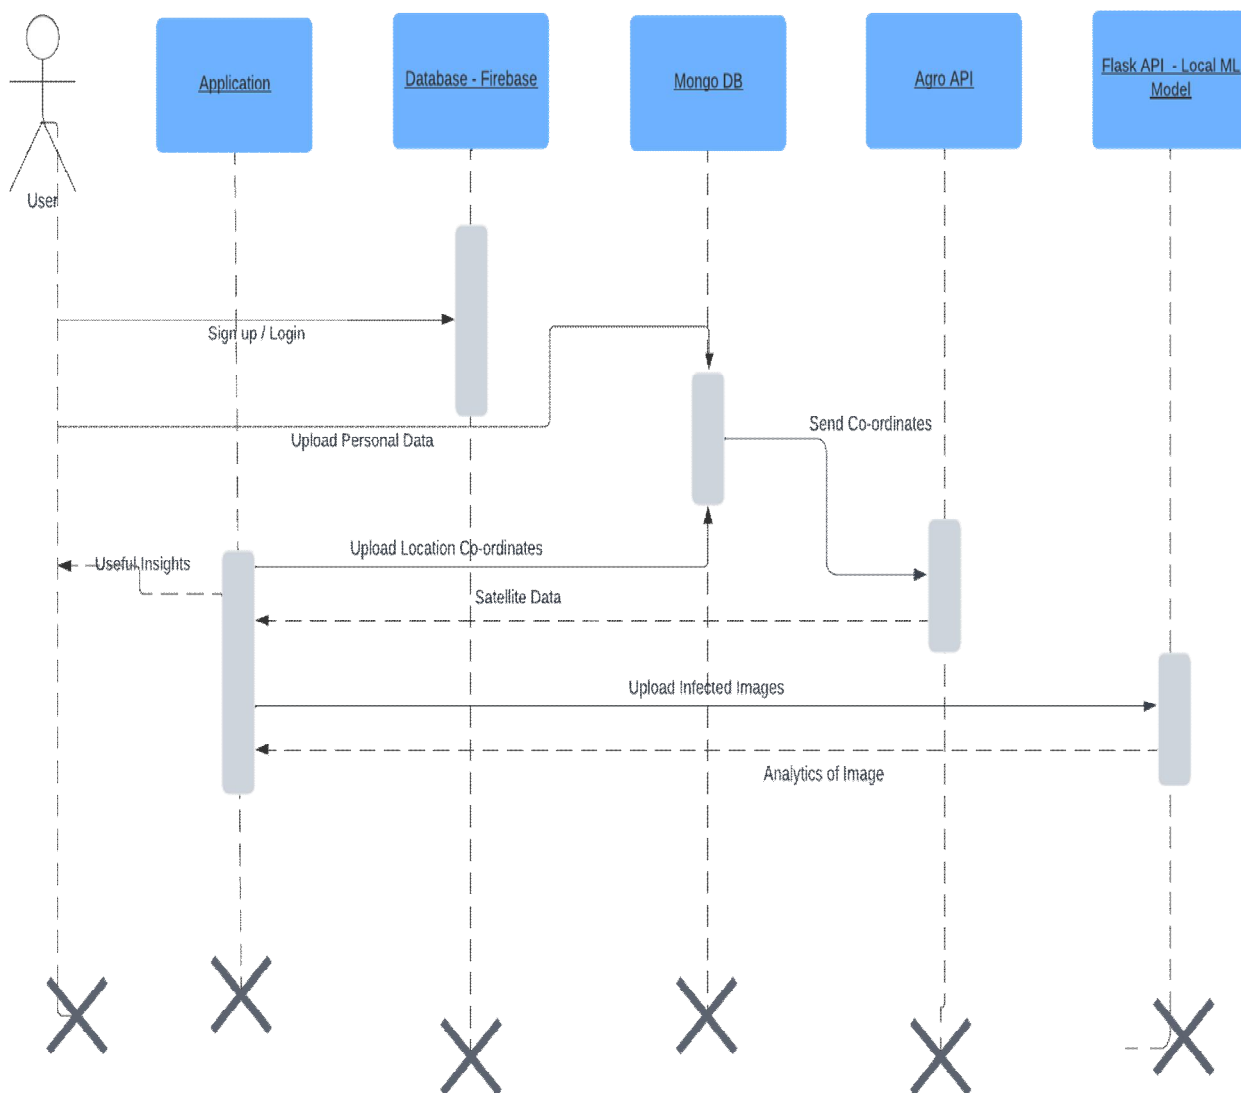 Application
Database - Firebase
Mongo DB
Agro API
Flask API - Local ML
Model
User
Sign up / Login
Upload Personal Data
Send Co-ordinates
Upload Location Co-ordinates
Useful Insights
Satellite Data
Upload Infected Images
Analytics of Image